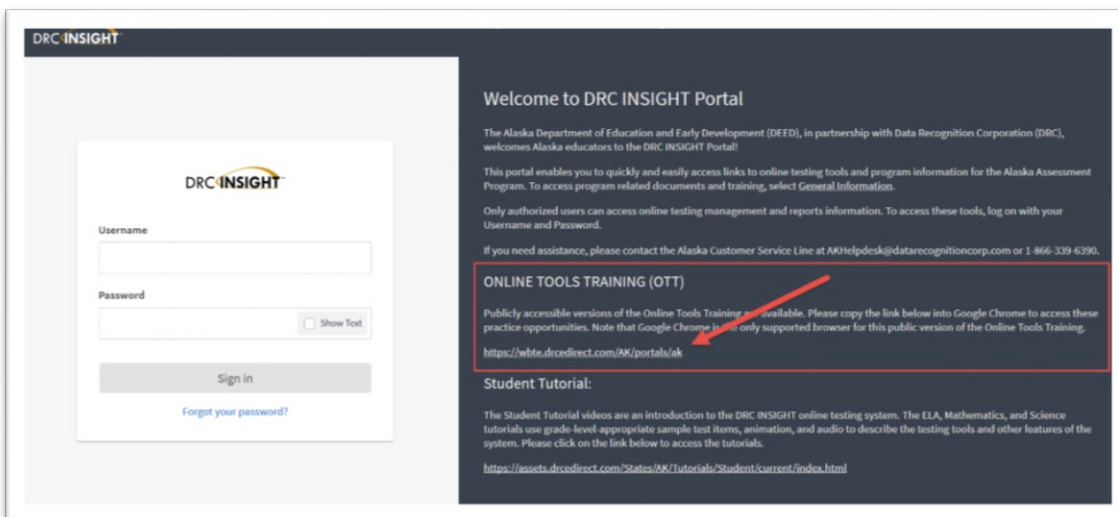 DRC INSIGHT
DRC INSIGHT
Username
Password
Show Text
Sign in
Forgot your password?
Welcome to DRC INSIGHT Portal
The Alaska Department of Education and Early Development (DEED), in partnership with Data Recognition Corporation (DRC),
welcomes Alaska educators to the DRC INSIGHT Portal!
This portal enables you to quickly and easily access links to online testing tools and program information for the Alaska Assessment
Program. To access program related documents and training, select General Information.
Only authorized users can access online testing management and reports information. To access these tools, log on with your
Username and Password.
If you need assistance, please contact the Alaska Customer Service Line at AKHelpdesk@datarecognitioncorp.com or 1-866-339-6390.
ONLINE TOOLS TRAINING (OTT)
Publicly accessible versions of the Online Tools Training are available. Please copy the link below into Google Chrome to access these
practice opportunities. Note that Google Chrome is the only supported browser for this public version of the Online Tools Training.
https://wbte.drcedirect.com/AK/portals/ak
Student Tutorial:
The Student Tutorial videos are an introduction to the DRC INSIGHT online testing system. The ELA, Mathematics, and Science
tutorials use grade-level-appropriate sample test items, animation, and audio to describe the testing tools and other features of the
system. Please click on the link below to access the tutorials.
https://assets.drcedirect.com/States/AK/Tutorials/Student/current/index.html